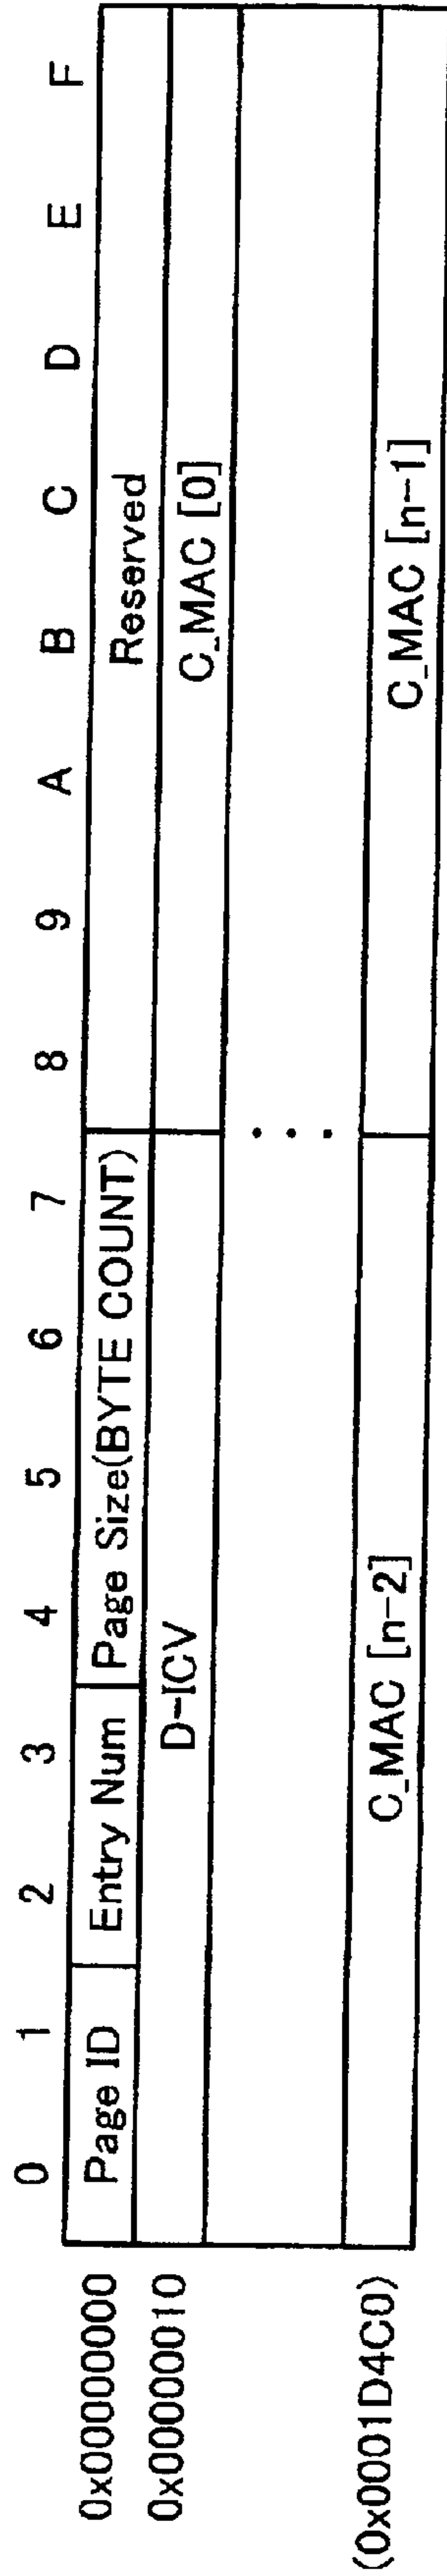 0 1 2 3 4 5 6 7 8 9 A B C D E F
0x00000000 Page ID Entry Num Page Size(BYTE COUNT) Reserved
0x00000010 D-ICV C_MAC [0]
(0x0001D4C0) C_MAC [n-2] C_MAC [n-1]